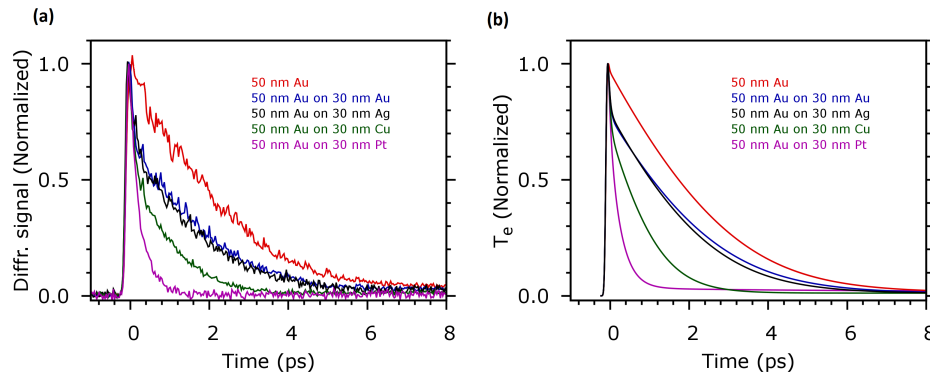 (a)
Diffr. signal (Normalized)
1.0
0.5
0.0
50 nm Au
50 nm Au on 30 nm Au
50 nm Au on 30 nm Ag
50 nm Au on 30 nm Cu
50 nm Au on 30 nm Pt
0 2 4 6 8
Time (ps)
(b)
Te (Normalized)
1.0
0.5
0.0
50 nm Au
50 nm Au on 30 nm Au
50 nm Au on 30 nm Ag
50 nm Au on 30 nm Cu
50 nm Au on 30 nm Pt
0 2 4 6 8
Time (ps)